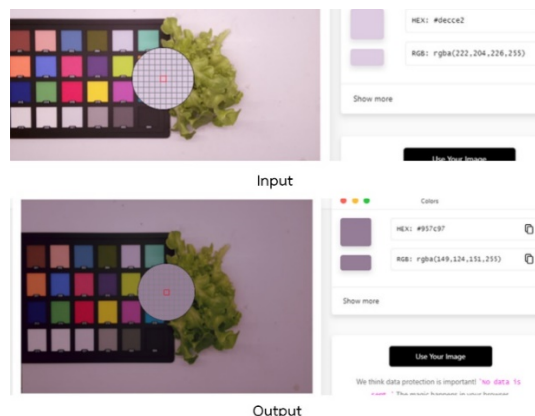 HEX: #decce2
RGB: rgba(222,204,226,255)
Show more
Use Your Image
Input
Colors
HEX: #957c97
RGB: rgba(149,124,151,255)
Show more
Use Your Image
We think data protection is important! "No data is
sent." The magic happens in your browser.
Output